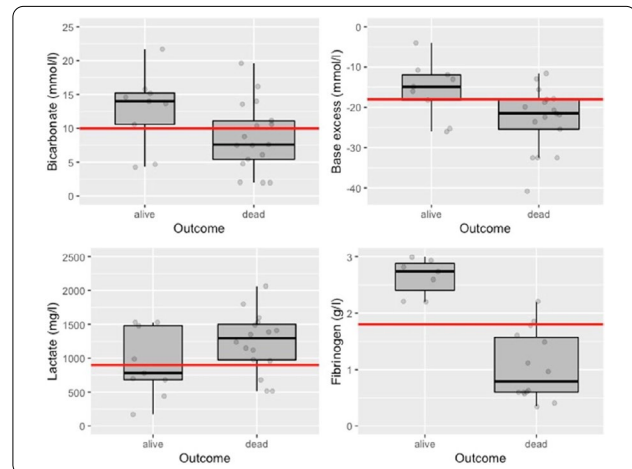 25
20
15
10
5
0
Bicarbonate (mmol/l)
alive
dead
Outcome
0
-10
-20
-30
-40
Base excess (mmol/l)
alive
dead
Outcome
2500
2000
1500
1000
500
0
Lactate (mg/l)
alive
dead
Outcome
3
2
1
0
Fibrinogen (g/l)
alive
dead
Outcome